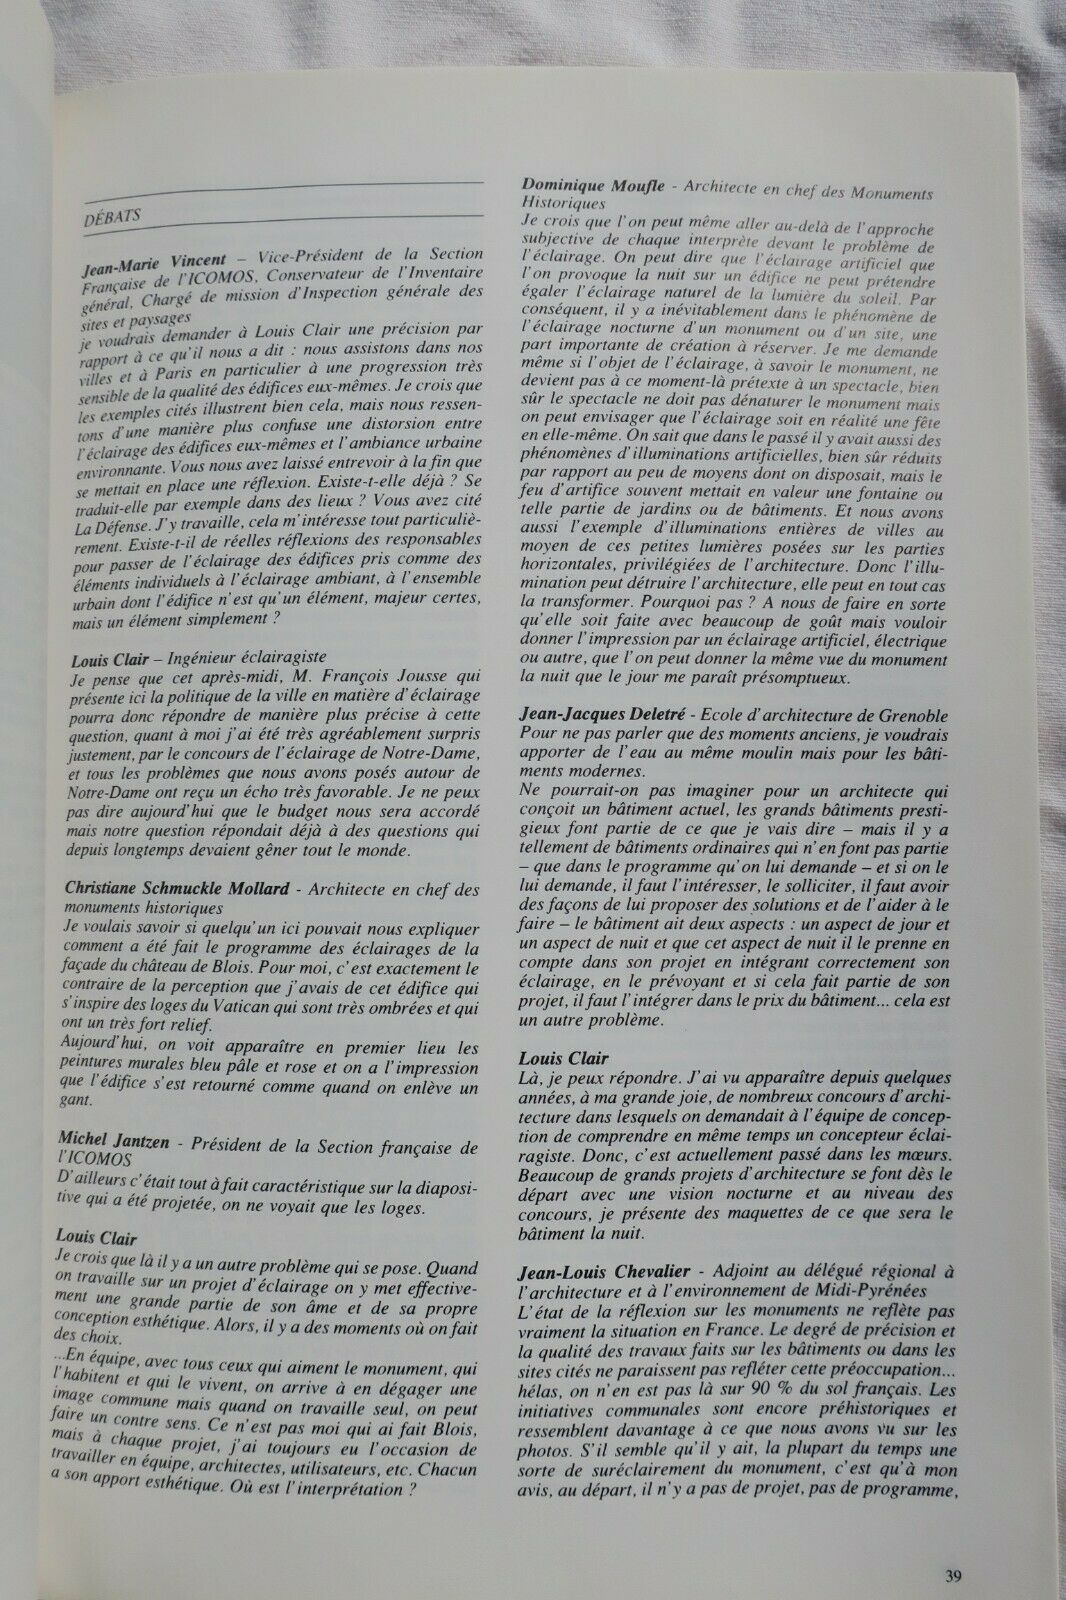 DÉBATS
Jean-Marie Vincent – Vice-Président de la Section
Française de l'ICOMOS, Conservateur de l'Inventaire
général, Chargé de mission d'Inspection générale des
sites et paysages
je voudrais demander à Louis Clair une précision par
rapport à ce qu'il nous a dit : nous assistons dans nos
villes et à Paris en particulier à une progression très
sensible de la qualité des édifices eux-mêmes. Je crois que
les exemples cités illustrent bien cela, mais nous ressen-
tons d'une manière plus confuse une distorsion entre
l'éclairage des édifices eux-mêmes et l'ambiance urbaine
environnante. Vous nous avez laissé entrevoir à la fin que
se mettait en place une réflexion. Existe-t-elle déjà ? Se
traduit-elle par exemple dans des lieux ? Vous avez cité
La Défense. J'y travaille, cela m'intéresse tout particuliè-
rement. Existe-t-il de réelles réflexions des responsables
pour passer de l'éclairage des édifices pris comme des
éléments individuels à l'éclairage ambiant, à l'ensemble
urbain dont l'édifice n'est qu'un élément, majeur certes,
mais un élément simplement ?
Louis Clair – Ingénieur éclairagiste
Je pense que cet après-midi, M. François Jousse qui
présente ici la politique de la ville en matière d'éclairage
pourra donc répondre de manière plus précise à cette
question, quant à moi j'ai été très agréablement surpris
justement, par le concours de l'éclairage de Notre-Dame,
et tous les problèmes que nous avons posés autour de
Notre-Dame ont reçu un écho très favorable. Je ne peux
pas dire aujourd'hui que le budget nous sera accordé
mais notre question répondait déjà à des questions qui
depuis longtemps devaient gêner tout le monde.
Christiane Schmuckle Mollard - Architecte en chef des
monuments historiques
Je voulais savoir si quelqu'un ici pouvait nous expliquer
comment a été fait le programme des éclairages de la
façade du château de Blois. Pour moi, c'est exactement le
contraire de la perception que j'avais de cet édifice qui
s'inspire des loges du Vatican qui sont très ombrées et qui
ont un très fort relief.
Aujourd'hui, on voit apparaître en premier lieu les
peintures murales bleu pâle et rose et on a l'impression
que l'édifice s'est retourné comme quand on enlève un
gant.
Michel Jantzen - Président de la Section française de
l'ICOMOS
D'ailleurs c'était tout à fait caractéristique sur la diaposi-
tive qui a été projetée, on ne voyait que les loges.
Louis Clair
Je crois que là il y a un autre problème qui se pose. Quand
on travaille sur un projet d'éclairage on y met effective-
ment une grande partie de son âme et de sa propre
conception esthétique. Alors, il y a des moments où on fait
des choix.
...En équipe, avec tous ceux qui aiment le monument, qui
l'habitent et qui le vivent, on arrive à en dégager une
image commune mais quand on travaille seul, on peut
faire un contre sens. Ce n'est pas moi qui ai fait Blois,
mais à chaque projet, j'ai toujours eu l'occasion de
travailler en équipe, architectes, utilisateurs, etc. Chacun
a son apport esthétique. Où est l'interprétation ?
Dominique Moufle - Architecte en chef des Monuments
Historiques
Je crois que l'on peut même aller au-delà de l'approche
subjective de chaque interprète devant le problème de
l'éclairage. On peut dire que l'éclairage artificiel que
l'on provoque la nuit sur un édifice ne peut prétendre
égaler l'éclairage naturel de la lumière du soleil. Par
conséquent, il y a inévitablement dans le phénomène de
l'éclairage nocturne d'un monument ou d'un site, une
part importante de création à réserver. Je me demande
même si l'objet de l'éclairage, à savoir le monument, ne
devient pas à ce moment-là prétexte à un spectacle, bien
sûr le spectacle ne doit pas dénaturer le monument mais
on peut envisager que l'éclairage soit en réalité une fête
en elle-même. On sait que dans le passé il y avait aussi des
phénomènes d'illuminations artificielles, bien sûr réduits
par rapport au peu de moyens dont on disposait, mais le
feu d'artifice souvent mettait en valeur une fontaine ou
telle partie de jardins ou de bâtiments. Et nous avons
aussi l'exemple d'illuminations entières de villes au
moyen de ces petites lumières posées sur les parties
horizontales, privilégiées de l'architecture. Donc l'illu-
mination peut détruire l'architecture, elle peut en tout cas
la transformer. Pourquoi pas ? A nous de faire en sorte
qu'elle soit faite avec beaucoup de goût mais vouloir
donner l'impression par un éclairage artificiel, électrique
ou autre, que l'on peut donner la même vue du monument
la nuit que le jour me paraît présomptueux.
Jean-Jacques Deletré - Ecole d'architecture de Grenoble
Pour ne pas parler que des moments anciens, je voudrais
apporter de l'eau au même moulin mais pour les bâti-
ments modernes.
Ne pourrait-on pas imaginer pour un architecte qui
conçoit un bâtiment actuel, les grands bâtiments presti-
gieux font partie de ce que je vais dire – mais il y a
tellement de bâtiments ordinaires qui n'en font pas partie
– que dans le programme qu'on lui demande – et si on le
lui demande, il faut l'intéresser, le solliciter, il faut avoir
des façons de lui proposer des solutions et de l'aider à le
faire – le bâtiment ait deux aspects : un aspect de jour et
un aspect de nuit et que cet aspect de nuit il le prenne en
compte dans son projet en intégrant correctement son
éclairage, en le prévoyant et si cela fait partie de son
projet, il faut l'intégrer dans le prix du bâtiment... cela est
un autre problème.
Louis Clair
Là, je peux répondre. J'ai vu apparaître depuis quelques
années, à ma grande joie, de nombreux concours d'archi-
tecture dans lesquels on demandait à l'équipe de concep-
tion de comprendre en même temps un concepteur éclai-
ragiste. Donc, c'est actuellement passé dans les mœurs.
Beaucoup de grands projets d'architecture se font dès le
départ avec une vision nocturne et au niveau des
concours, je présente des maquettes de ce que sera le
bâtiment la nuit.
Jean-Louis Chevalier - Adjoint au délégué régional à
l'architecture et à l'environnement de Midi-Pyrénées
L'état de la réflexion sur les monuments ne reflète pas
vraiment la situation en France. Le degré de précision et
la qualité des travaux faits sur les bâtiments ou dans les
sites cités ne paraissent pas refléter cette préoccupation...
hélas, on n'en est pas là sur 90 % du sol français. Les
initiatives communales sont encore préhistoriques et
ressemblent davantage à ce que nous avons vu sur les
photos. S'il semble qu'il y ait, la plupart du temps une
sorte de suréclairement du monument, c'est qu'à mon
avis, au départ, il n'y a pas de projet, pas de programme,
39